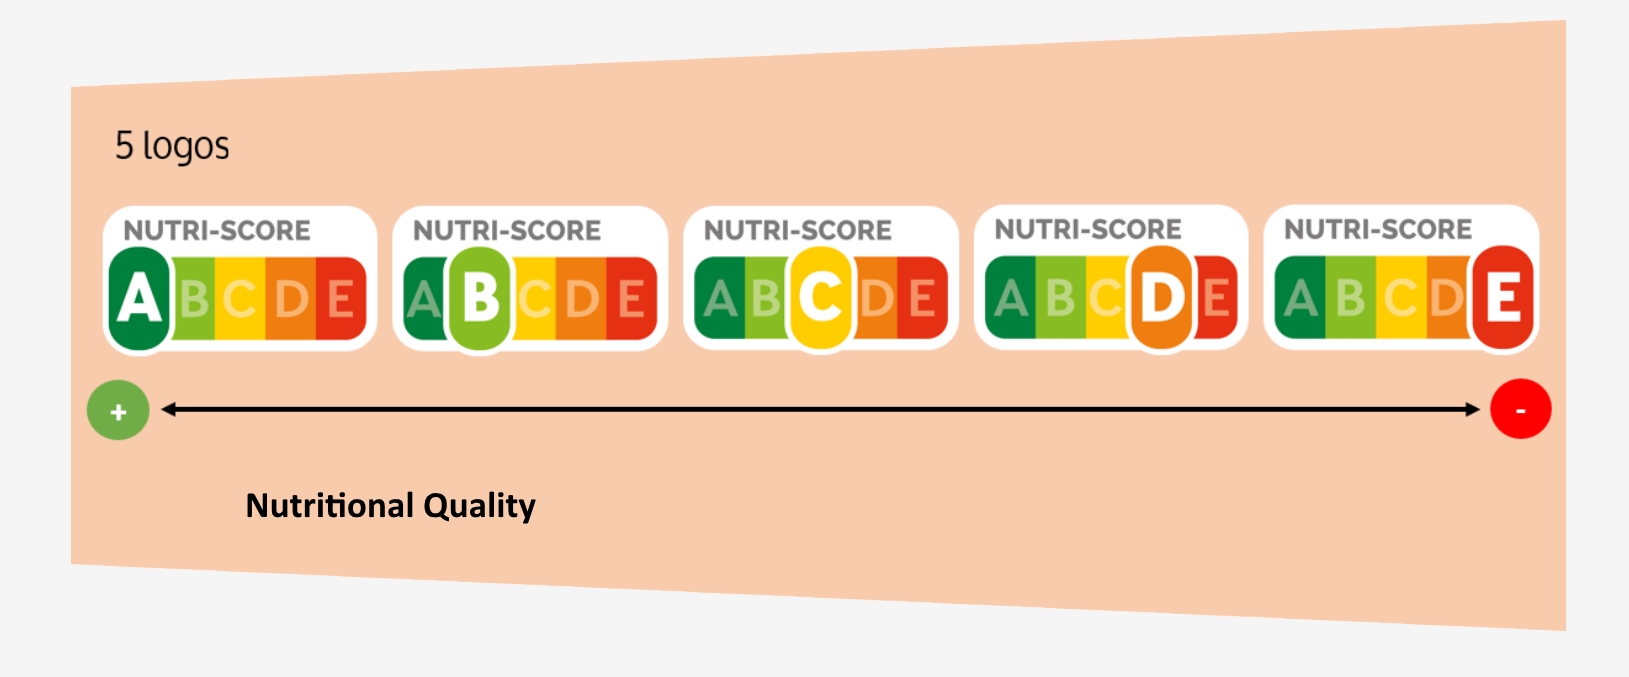 5 logos
NUTRI-SCORE NUTRI-SCORE NUTRI-SCORE NUTRI-SCORE NUTRI-SCORE
A B C D E A B C D E A B C D E A B C D E A B C D E
+ -
Nutritional Quality